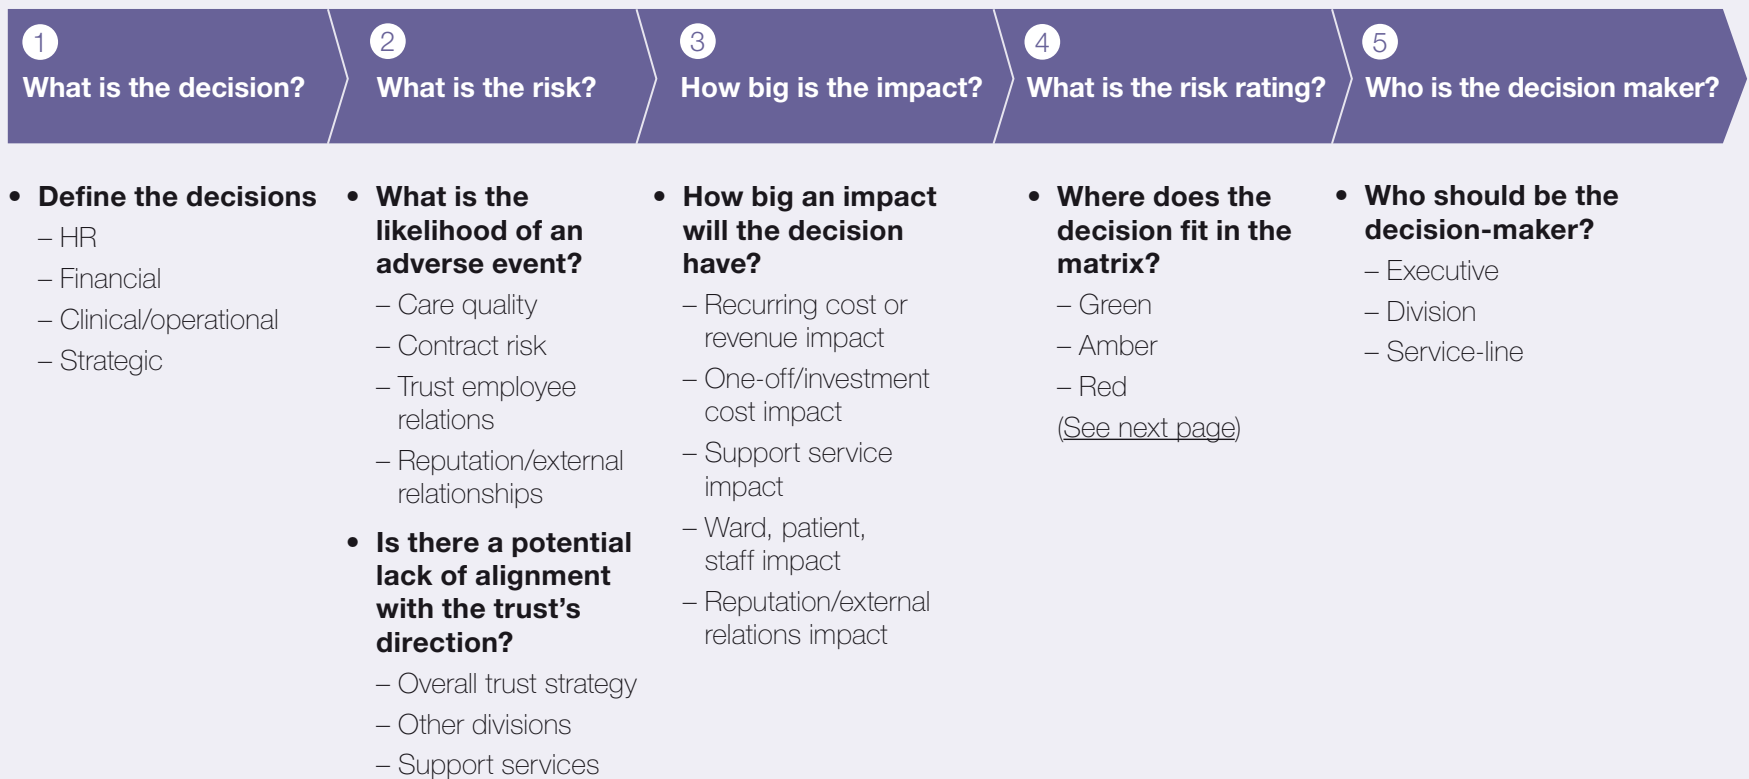 1
What is the decision?
2
What is the risk?
3
How big is the impact?
4
What is the risk rating?
5
Who is the decision maker?
• Define the decisions
– HR
– Financial
– Clinical/operational
– Strategic
• What is the
likelihood of an
adverse event?
– Care quality
– Contract risk
– Trust employee
relations
– Reputation/external
relationships
• Is there a potential
lack of alignment
with the trust’s
direction?
– Overall trust strategy
– Other divisions
– Support services
• How big an impact
will the decision
have?
– Recurring cost or
revenue impact
– One-off/investment
cost impact
– Support service
impact
– Ward, patient,
staff impact
– Reputation/external
relations impact
• Where does the
decision fit in the
matrix?
– Green
– Amber
– Red
(See next page)
• Who should be the
decision-maker?
– Executive
– Division
– Service-line